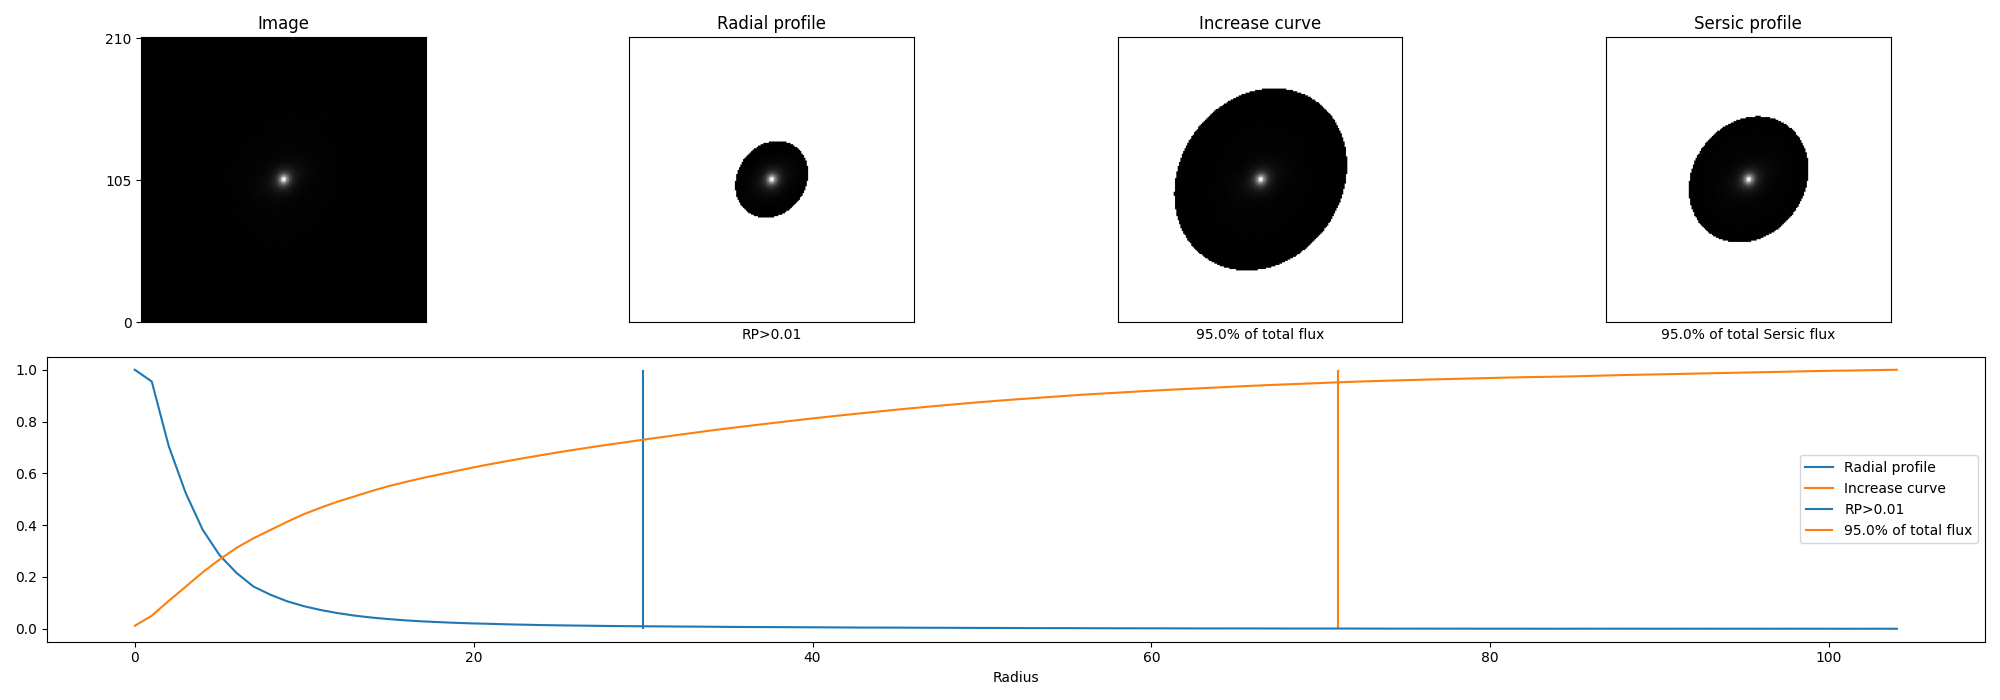 Image
Radial profile
Increase curve
Sersic profile
210
105
0
RP>0.01
95.0% of total flux
95.0% of total Sersic flux
1.0
0.8
0.6
0.4
0.2
0.0
Radial profile
Increase curve
RP>0.01
95.0% of total flux
0
20
40
60
80
100
Radius